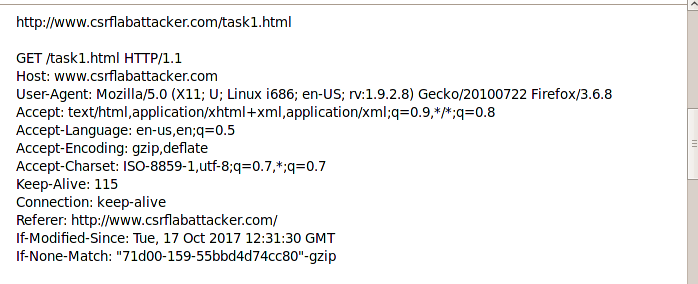 http://www.csrflabattacker.com/task1.html
GET /task1.html HTTP/1.1
Host: www.csrflabattacker.com
User-Agent: Mozilla/5.0 (X11; U; Linux i686; en-US; rv:1.9.2.8) Gecko/20100722 Firefox/3.6.8
Accept: text/html,application/xhtml+xml,application/xml;q=0.9,*/*;q=0.8
Accept-Language: en-us,en;q=0.5
Accept-Encoding: gzip,deflate
Accept-Charset: ISO-8859-1,utf-8;q=0.7,*;q=0.7
Keep-Alive: 115
Connection: keep-alive
Referer: http://www.csrflabattacker.com/
If-Modified-Since: Tue, 17 Oct 2017 12:31:30 GMT
If-None-Match: "71d00-159-55bbd4d74cc80"-gzip